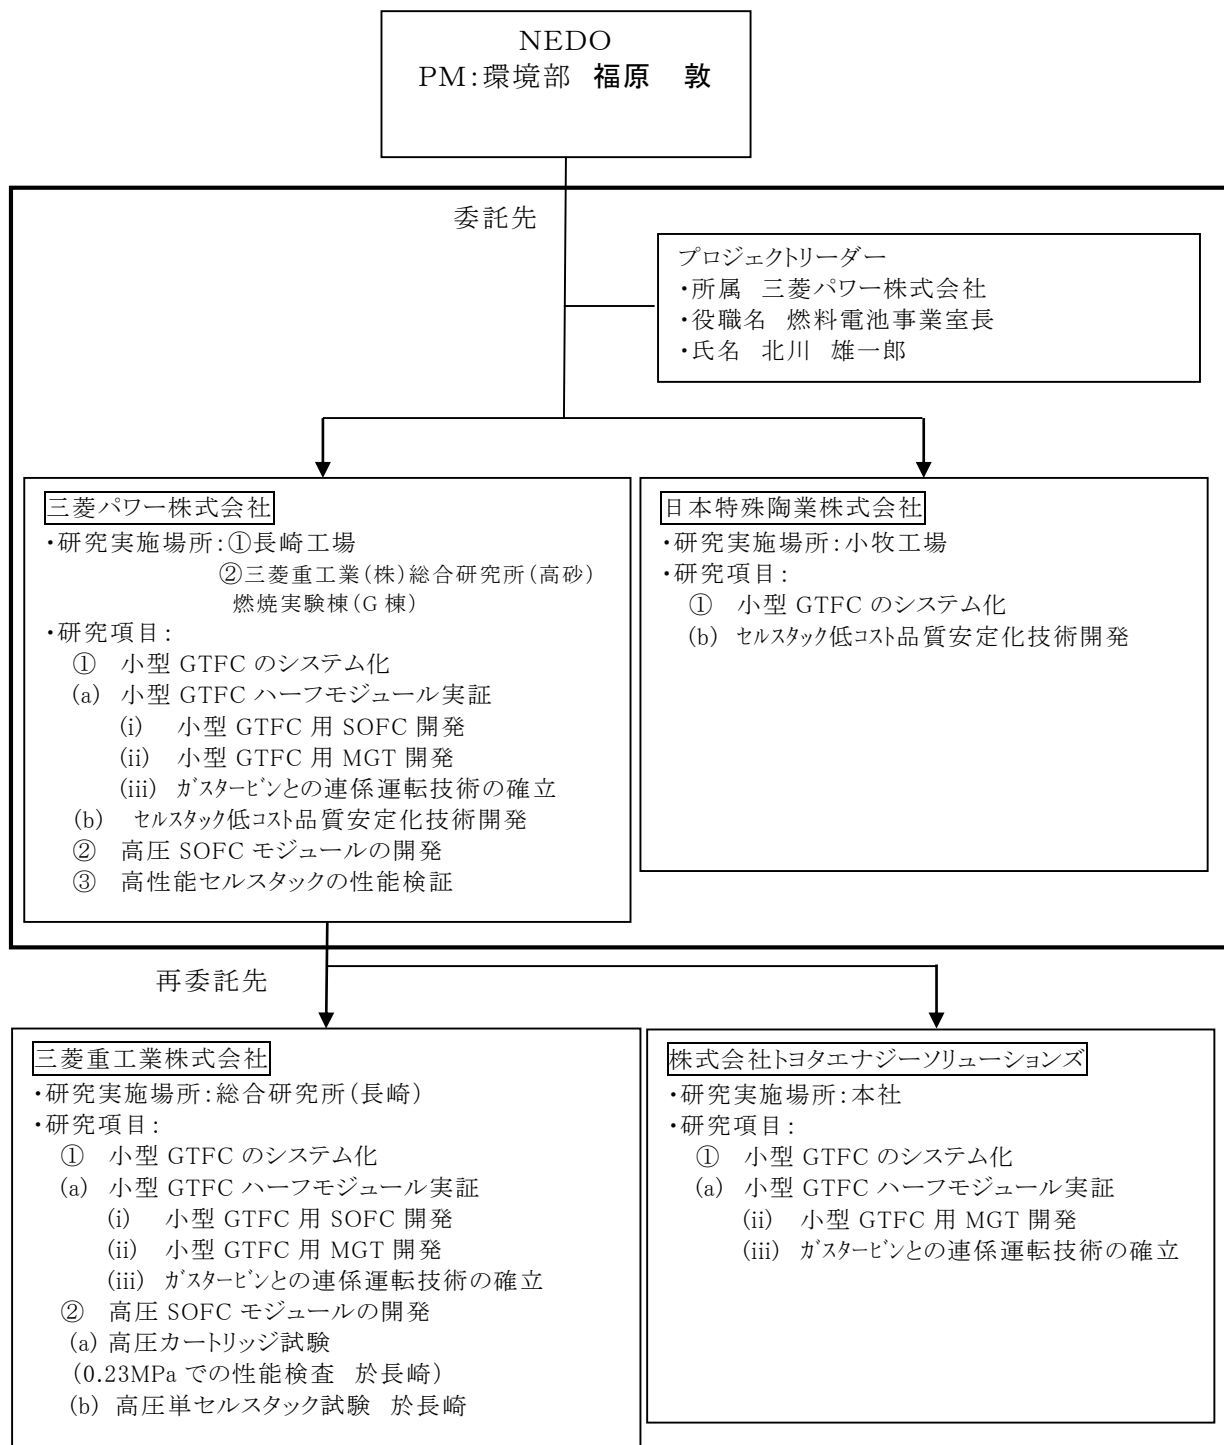 NEDO
PM:環境部 福原 敦
委託先
プロジェクトリーダー
・所属 三菱パワー株式会社
・役職名 燃料電池事業室長
・氏名 北川 雄一郎
三菱パワー株式会社
・研究実施場所:①長崎工場
②三菱重工業(株)総合研究所(高砂)
燃焼実験棟(G 棟)
・研究項目:
① 小型 GTFC のシステム化
(a) 小型 GTFC ハーフモジュール実証
(i) 小型 GTFC 用 SOFC 開発
(ii) 小型 GTFC 用 MGT 開発
(iii) ガスタービンとの連係運転技術の確立
(b) セルスタック低コスト品質安定化技術開発
② 高圧 SOFC モジュールの開発
③ 高性能セルスタックの性能検証
日本特殊陶業株式会社
・研究実施場所:小牧工場
・研究項目:
① 小型 GTFC のシステム化
(b) セルスタック低コスト品質安定化技術開発
再委託先
三菱重工業株式会社
・研究実施場所:総合研究所(長崎)
・研究項目:
① 小型 GTFC のシステム化
(a) 小型 GTFC ハーフモジュール実証
(i) 小型 GTFC 用 SOFC 開発
(ii) 小型 GTFC 用 MGT 開発
(iii) ガスタービンとの連係運転技術の確立
② 高圧 SOFC モジュールの開発
(a) 高圧カートリッジ試験
(0.23MPa での性能検査 於長崎)
(b) 高圧単セルスタック試験 於長崎
株式会社トヨタエナジーソリューションズ
・研究実施場所:本社
・研究項目:
① 小型 GTFC のシステム化
(a) 小型 GTFC ハーフモジュール実証
(ii) 小型 GTFC 用 MGT 開発
(iii) ガスタービンとの連係運転技術の確立